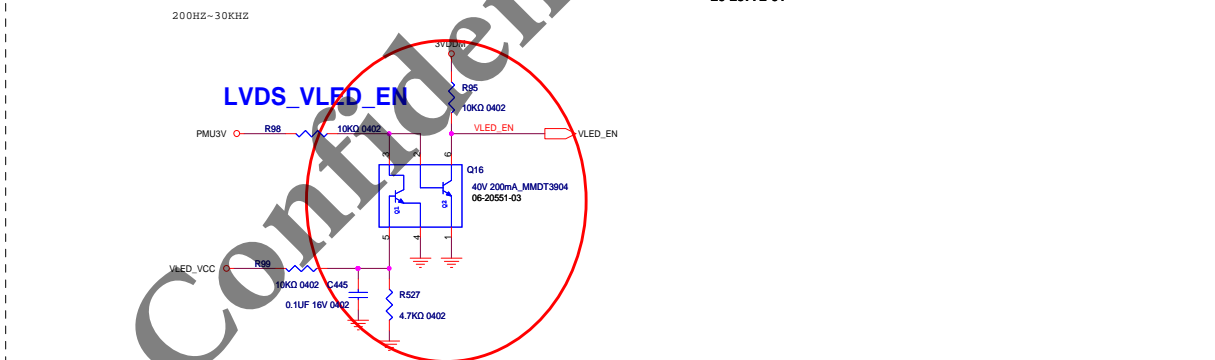 200HZ~30KHZ
3VDDM
LVDS_VLED_EN
R95
10KΩ 0402
PMU3V
R98
10KΩ 0402
VLED_EN
VLED_EN
3
2
6
Q16
40V 200mA_MMDT3904
06-20551-03
Q1
Q2
5
4
1
VLED_VCC
R99
10KΩ 0402
C445
0.1UF 16V 0402
R527
4.7KΩ 0402
Confiden